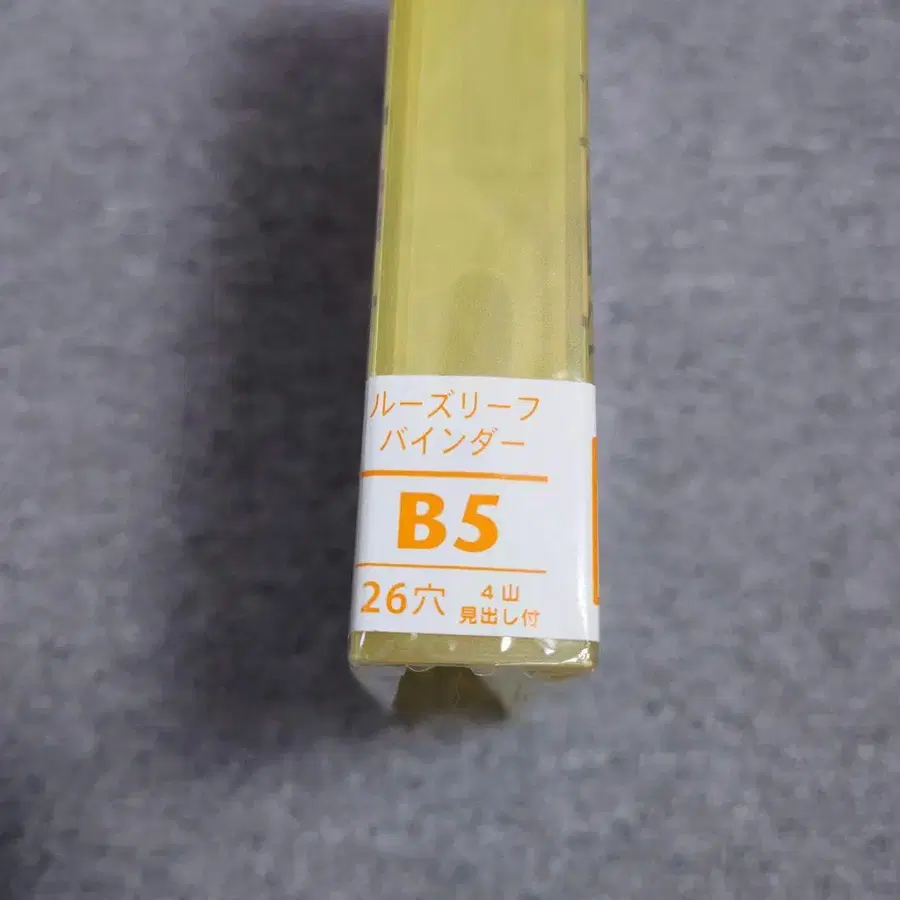 ルーズリーフ
バインダー
B5
26穴
4山
見出し付